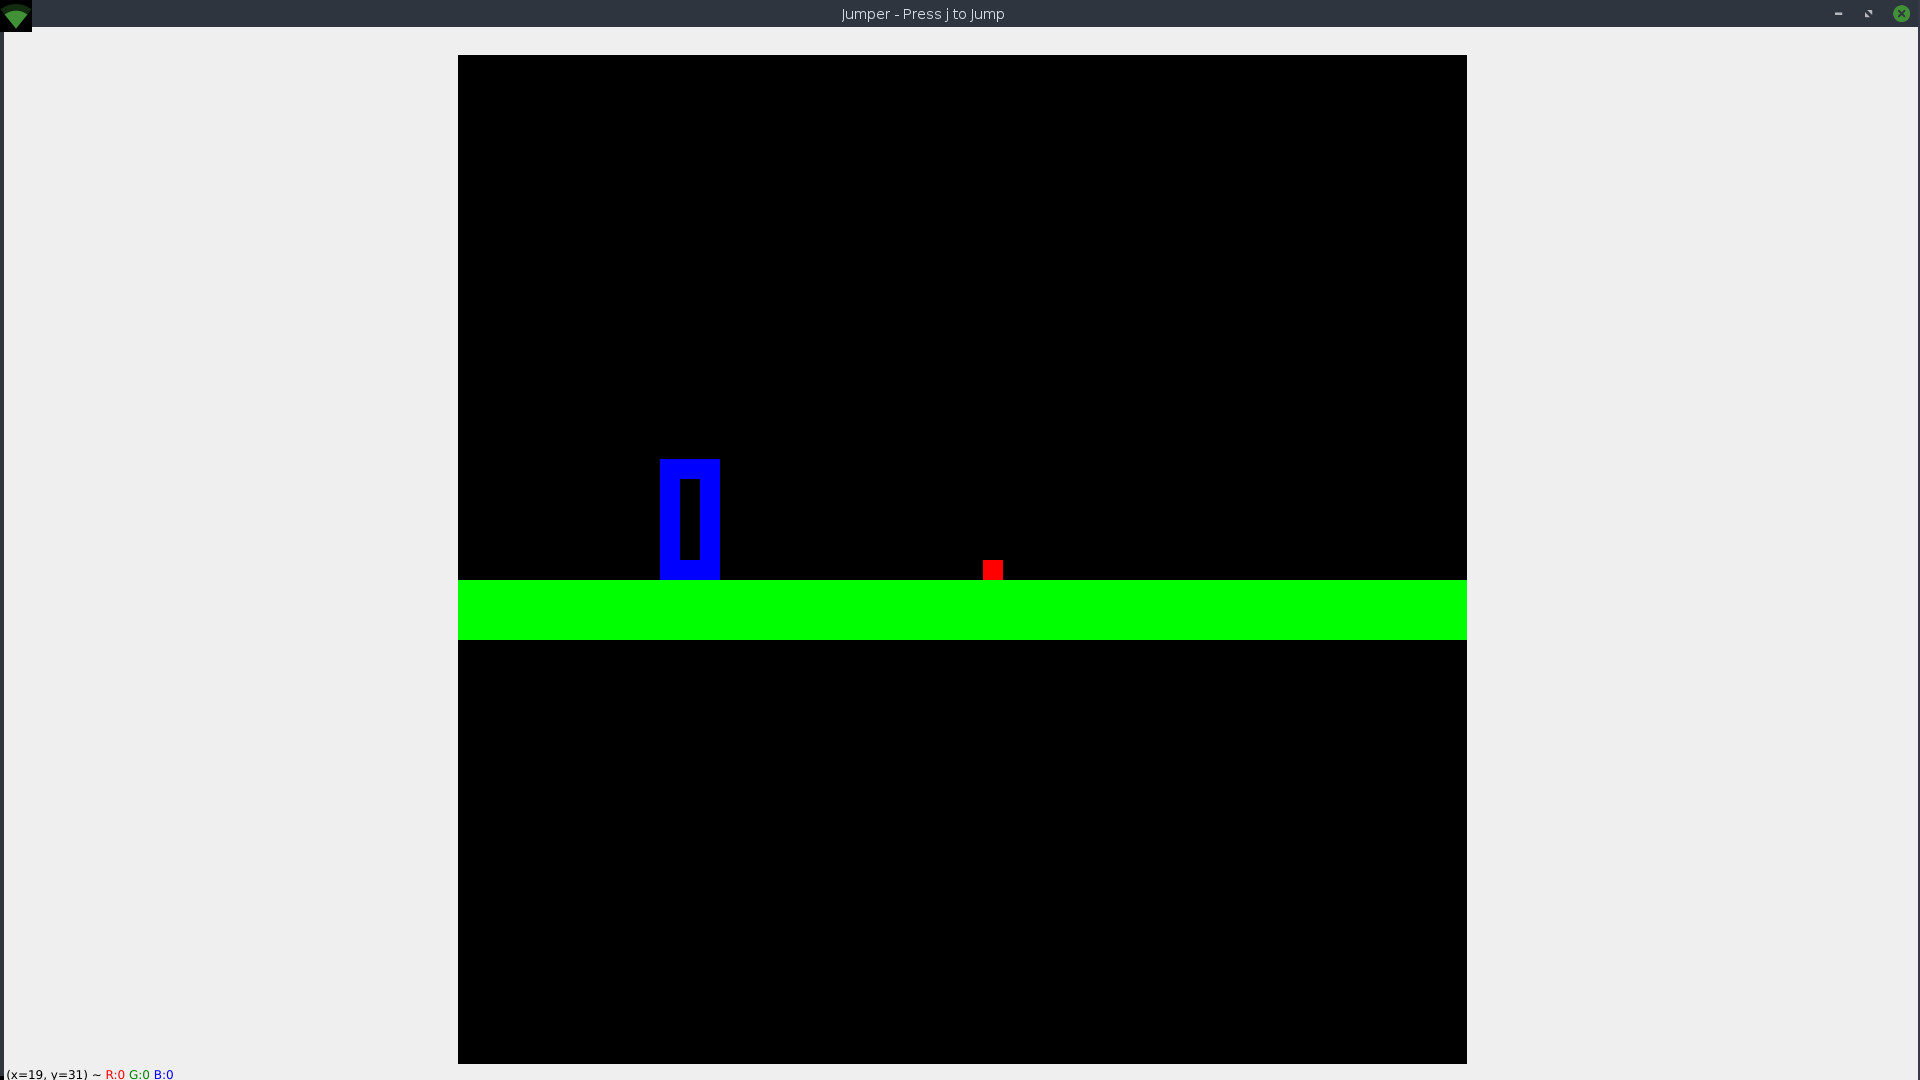 Jumper - Press j to Jump
(x=19, y=31) ~ R:0 G:0 B:0